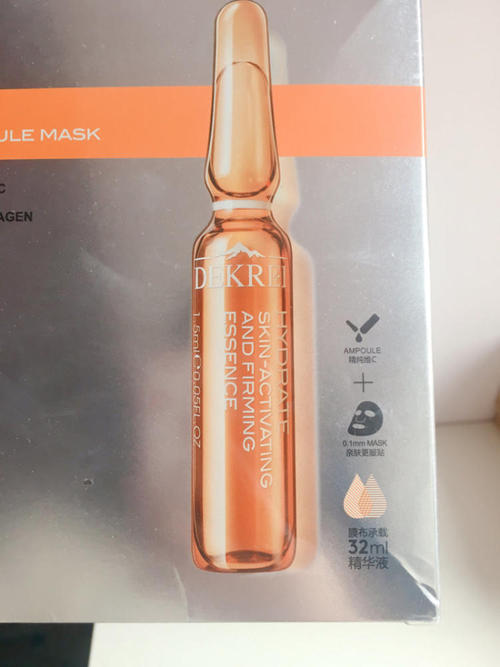 ULE MASK
C
AGEN
DEKREI
HYDRATE
SKIN-ACTIVATING
AND FIRMING
ESSENCE
1.5ml℮0.05FL.OZ
AMPOULE
精纯维C
+
0.1mm MASK
亲肤更服贴
膜布承载
32ml
精华液